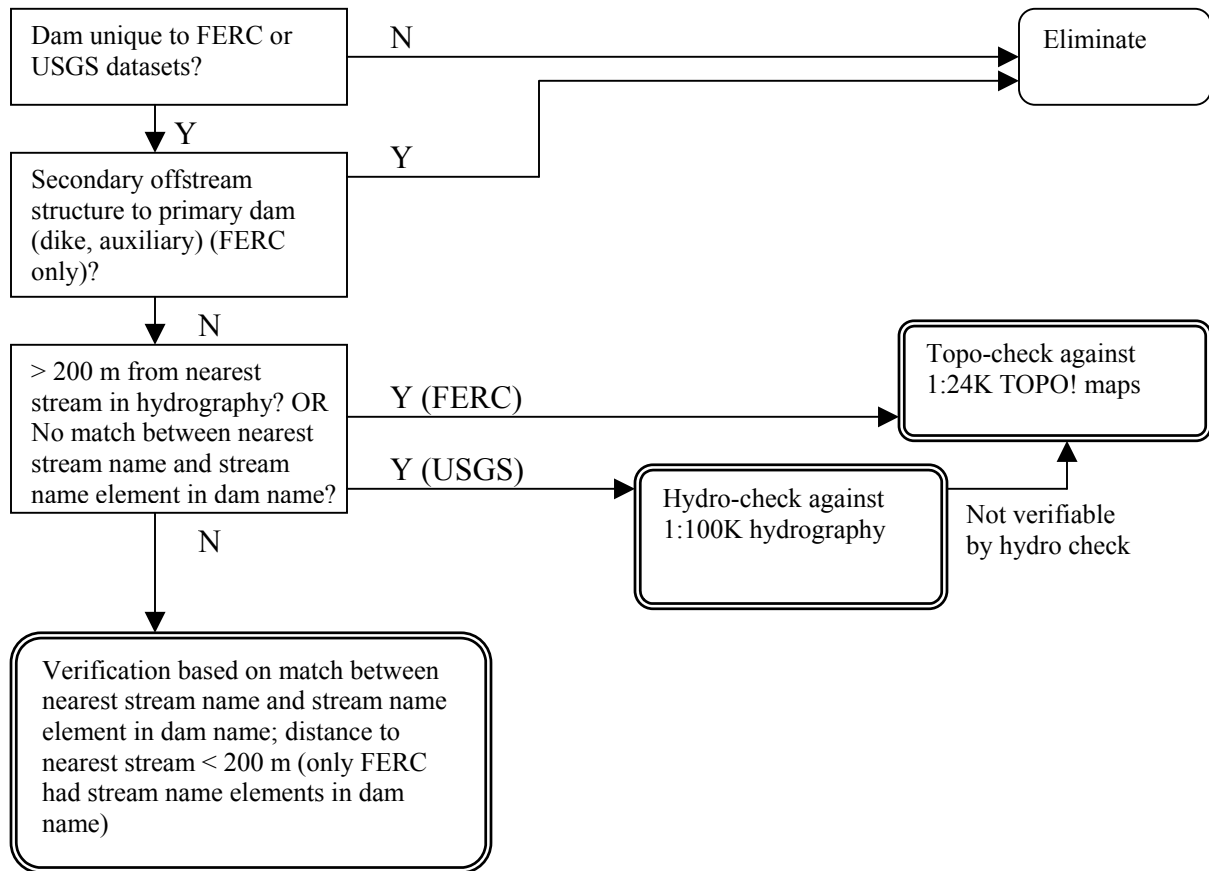 Dam unique to FERC or
USGS datasets?
N
Eliminate
Y
Secondary offstream
structure to primary dam
(dike, auxiliary) (FERC
only)?
Y
N
> 200 m from nearest
stream in hydrography? OR
No match between nearest
stream name and stream
name element in dam name?
Y (FERC)
Topo-check against
1:24K TOPO! maps
Y (USGS)
Hydro-check against
1:100K hydrography
Not verifiable
by hydro check
N
Verification based on match between
nearest stream name and stream name
element in dam name; distance to
nearest stream < 200 m (only FERC
had stream name elements in dam
name)